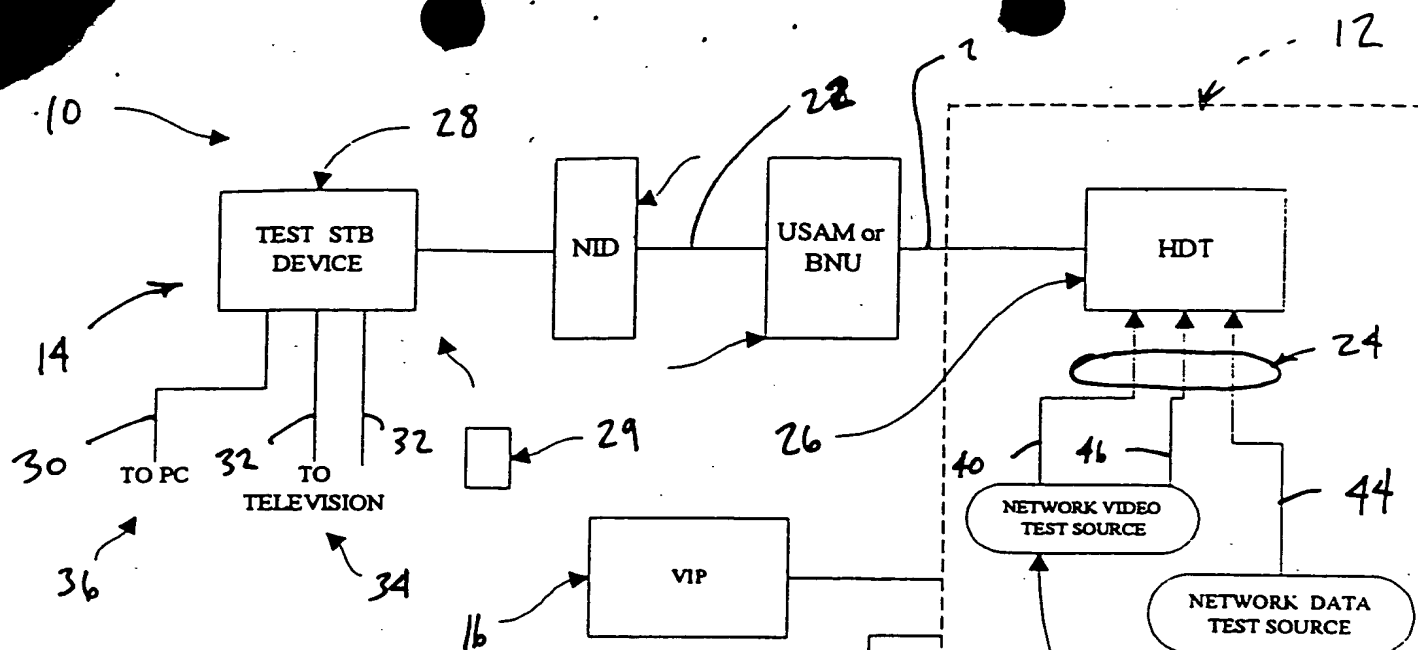 12
10
28
22
TEST STB
DEVICE
NID
USAM or
BNU
HDT
14
24
30
32
32
29
26
40
46
44
TO PC
TO
TELEVISION
NETWORK VIDEO
TEST SOURCE
36
34
16
VIP
NETWORK DATA
TEST SOURCE